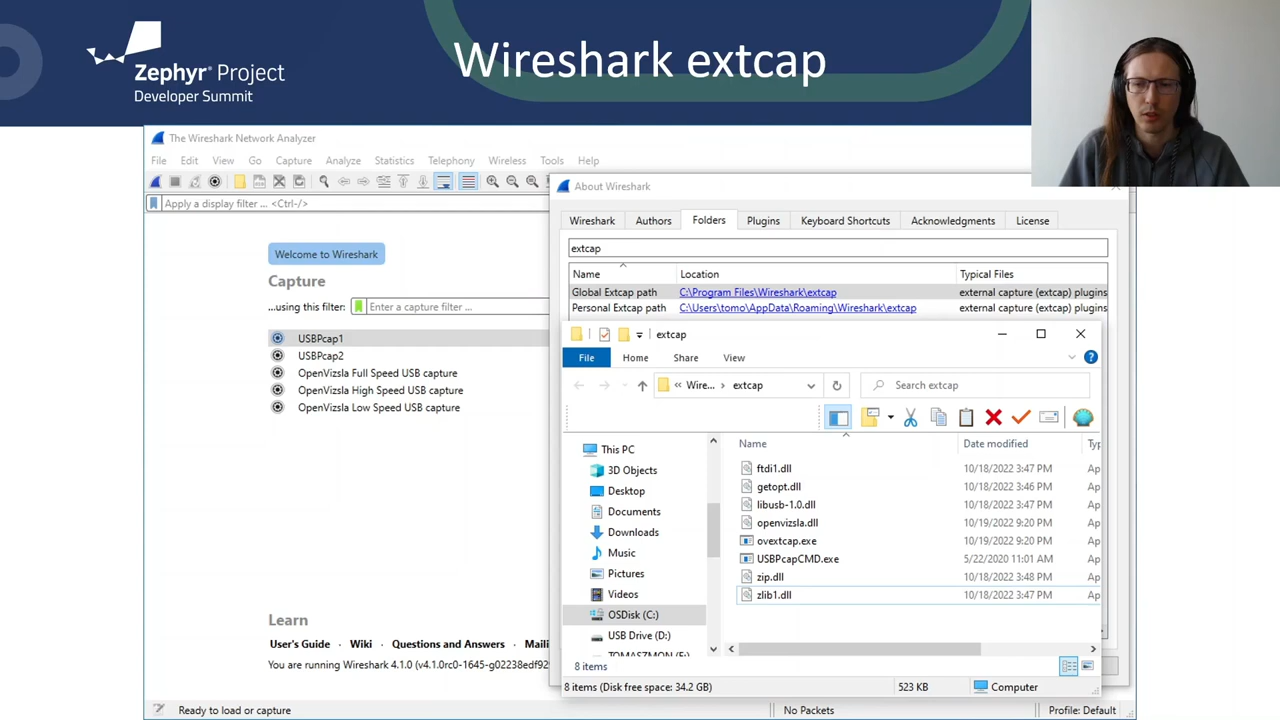 Zephyr® Project
Developer Summit
Wireshark extcap
The Wireshark Network Analyzer
File Edit View Go Capture Analyze Statistics Telephony Wireless Tools Help
Apply a display filter ... <Ctrl-/>
Welcome to Wireshark
Capture
...using this filter: Enter a capture filter ...
USBPcap1
USBPcap2
OpenVizsla Full Speed USB capture
OpenVizsla High Speed USB capture
OpenVizsla Low Speed USB capture
Learn
User's Guide · Wiki · Questions and Answers · Maili
You are running Wireshark 4.1.0 (v4.1.0rc0-1645-g02238edf92
Ready to load or capture
No Packets
Profile: Default
About Wireshark
Wireshark Authors Folders Plugins Keyboard Shortcuts Acknowledgments License
extcap
Name Location Typical Files
Global Extcap path C:\Program Files\Wireshark\extcap external capture (extcap) plugins
Personal Extcap path C:\Users\tomo\AppData\Roaming\Wireshark\extcap external capture (extcap) plugins
extcap
File Home Share View
« Wire... › extcap
Search extcap
This PC
3D Objects
Desktop
Documents
Downloads
Music
Pictures
Videos
OSDisk (C:)
USB Drive (D:)
Name Date modified Ty
ftdi1.dll 10/18/2022 3:47 PM Ap
getopt.dll 10/18/2022 3:46 PM Ap
libusb-1.0.dll 10/18/2022 3:47 PM Ap
openvizsla.dll 10/19/2022 9:20 PM Ap
ovextcap.exe 10/19/2022 9:20 PM Ap
USBPcapCMD.exe 5/22/2020 11:01 AM Ap
zip.dll 10/18/2022 3:48 PM Ap
zlib1.dll 10/18/2022 3:47 PM Ap
8 items
8 items (Disk free space: 34.2 GB) 523 KB Computer